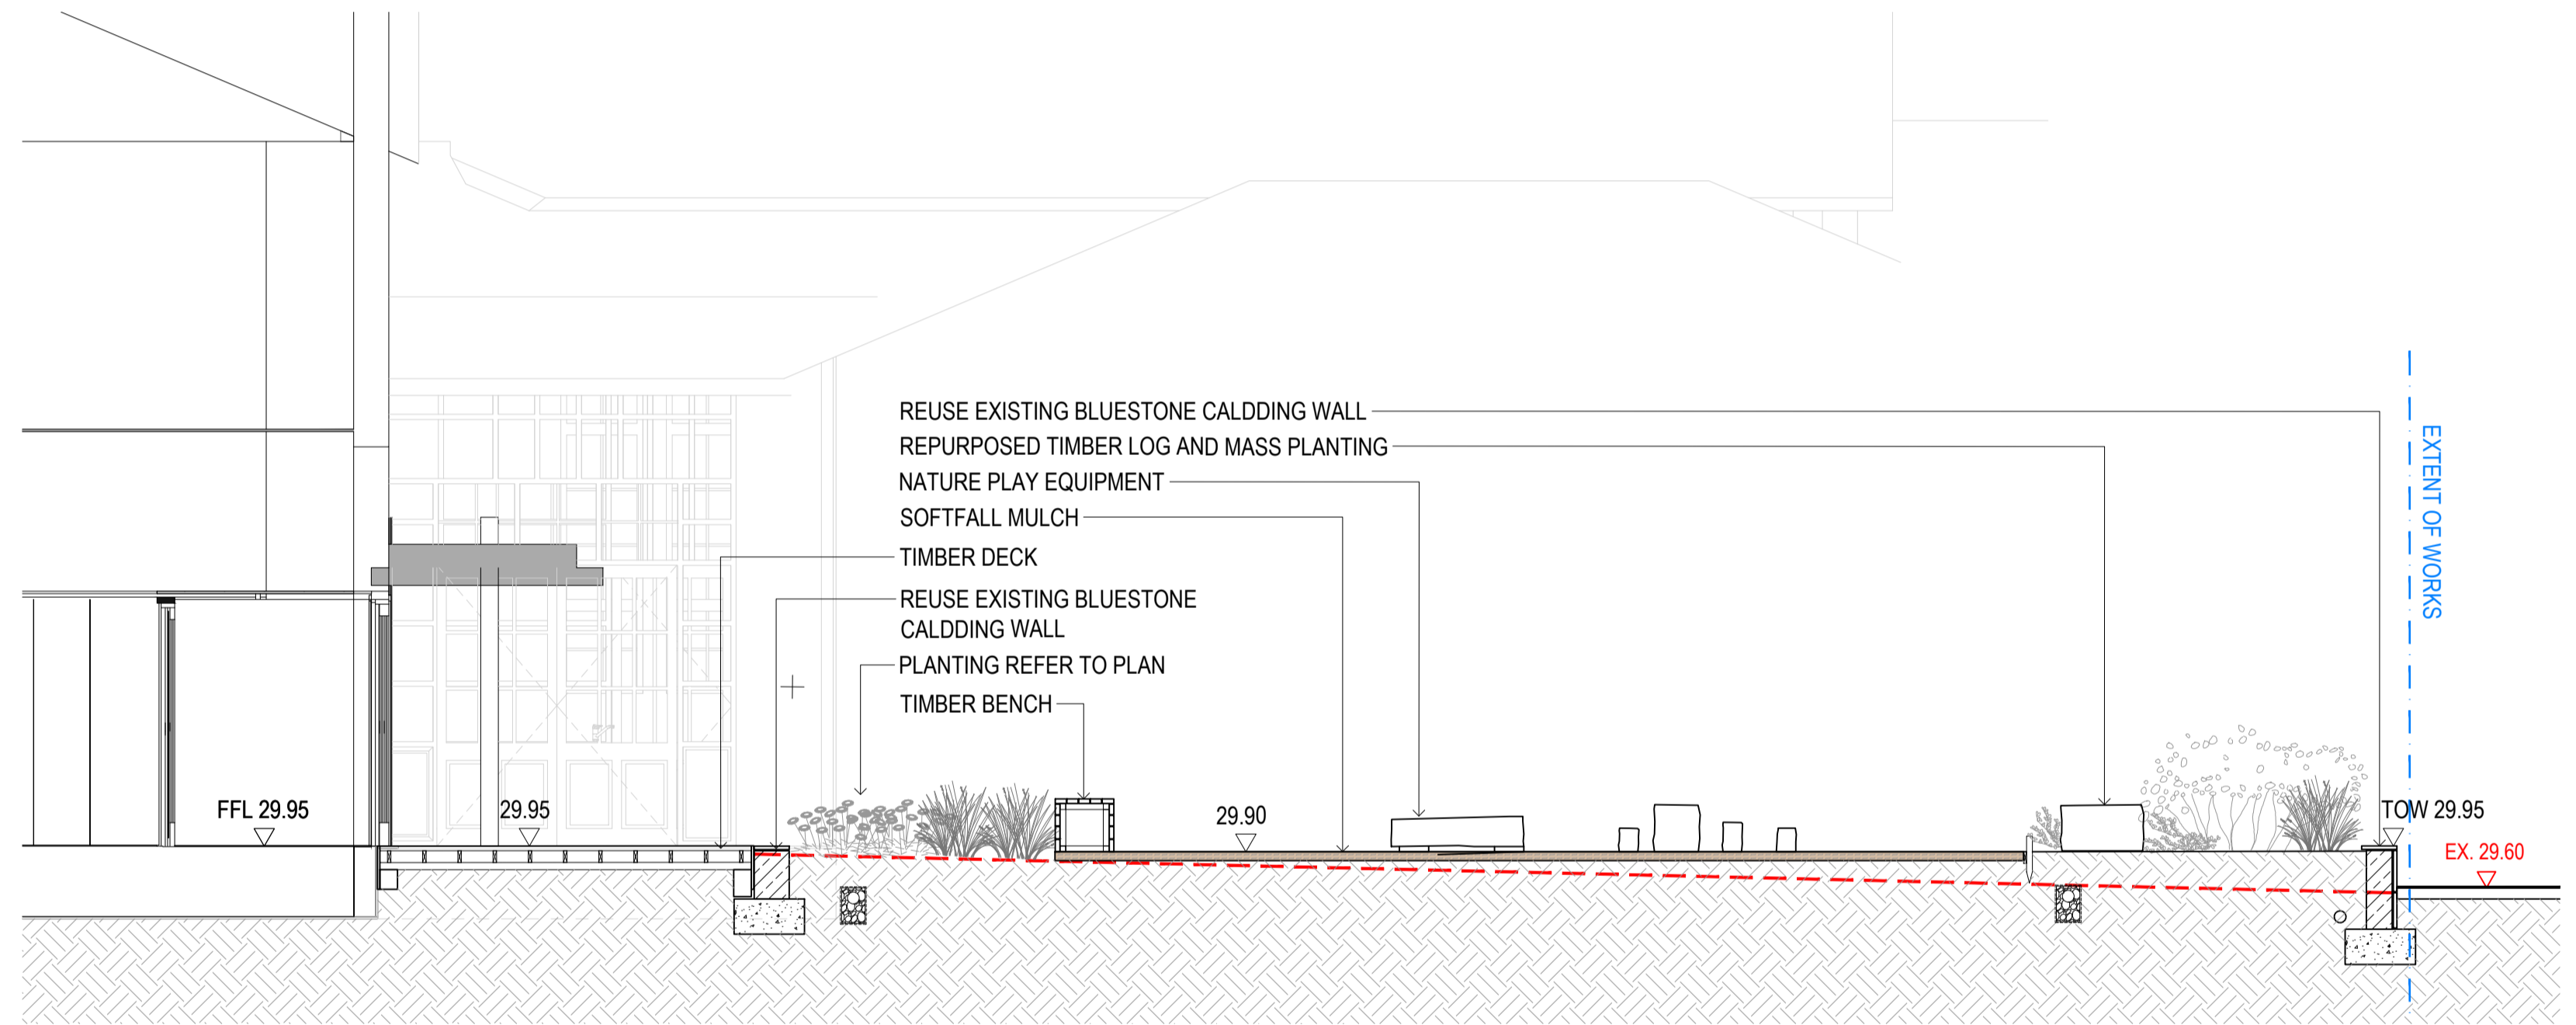 REUSE EXISTING BLUESTONE CALDDING WALL
REPURPOSED TIMBER LOG AND MASS PLANTING
NATURE PLAY EQUIPMENT
SOFTFALL MULCH
TIMBER DECK
REUSE EXISTING BLUESTONE
CALDDING WALL
PLANTING REFER TO PLAN
TIMBER BENCH
EXTENT OF WORKS
FFL 29.95
29.95
29.90
TOW 29.95
EX. 29.60